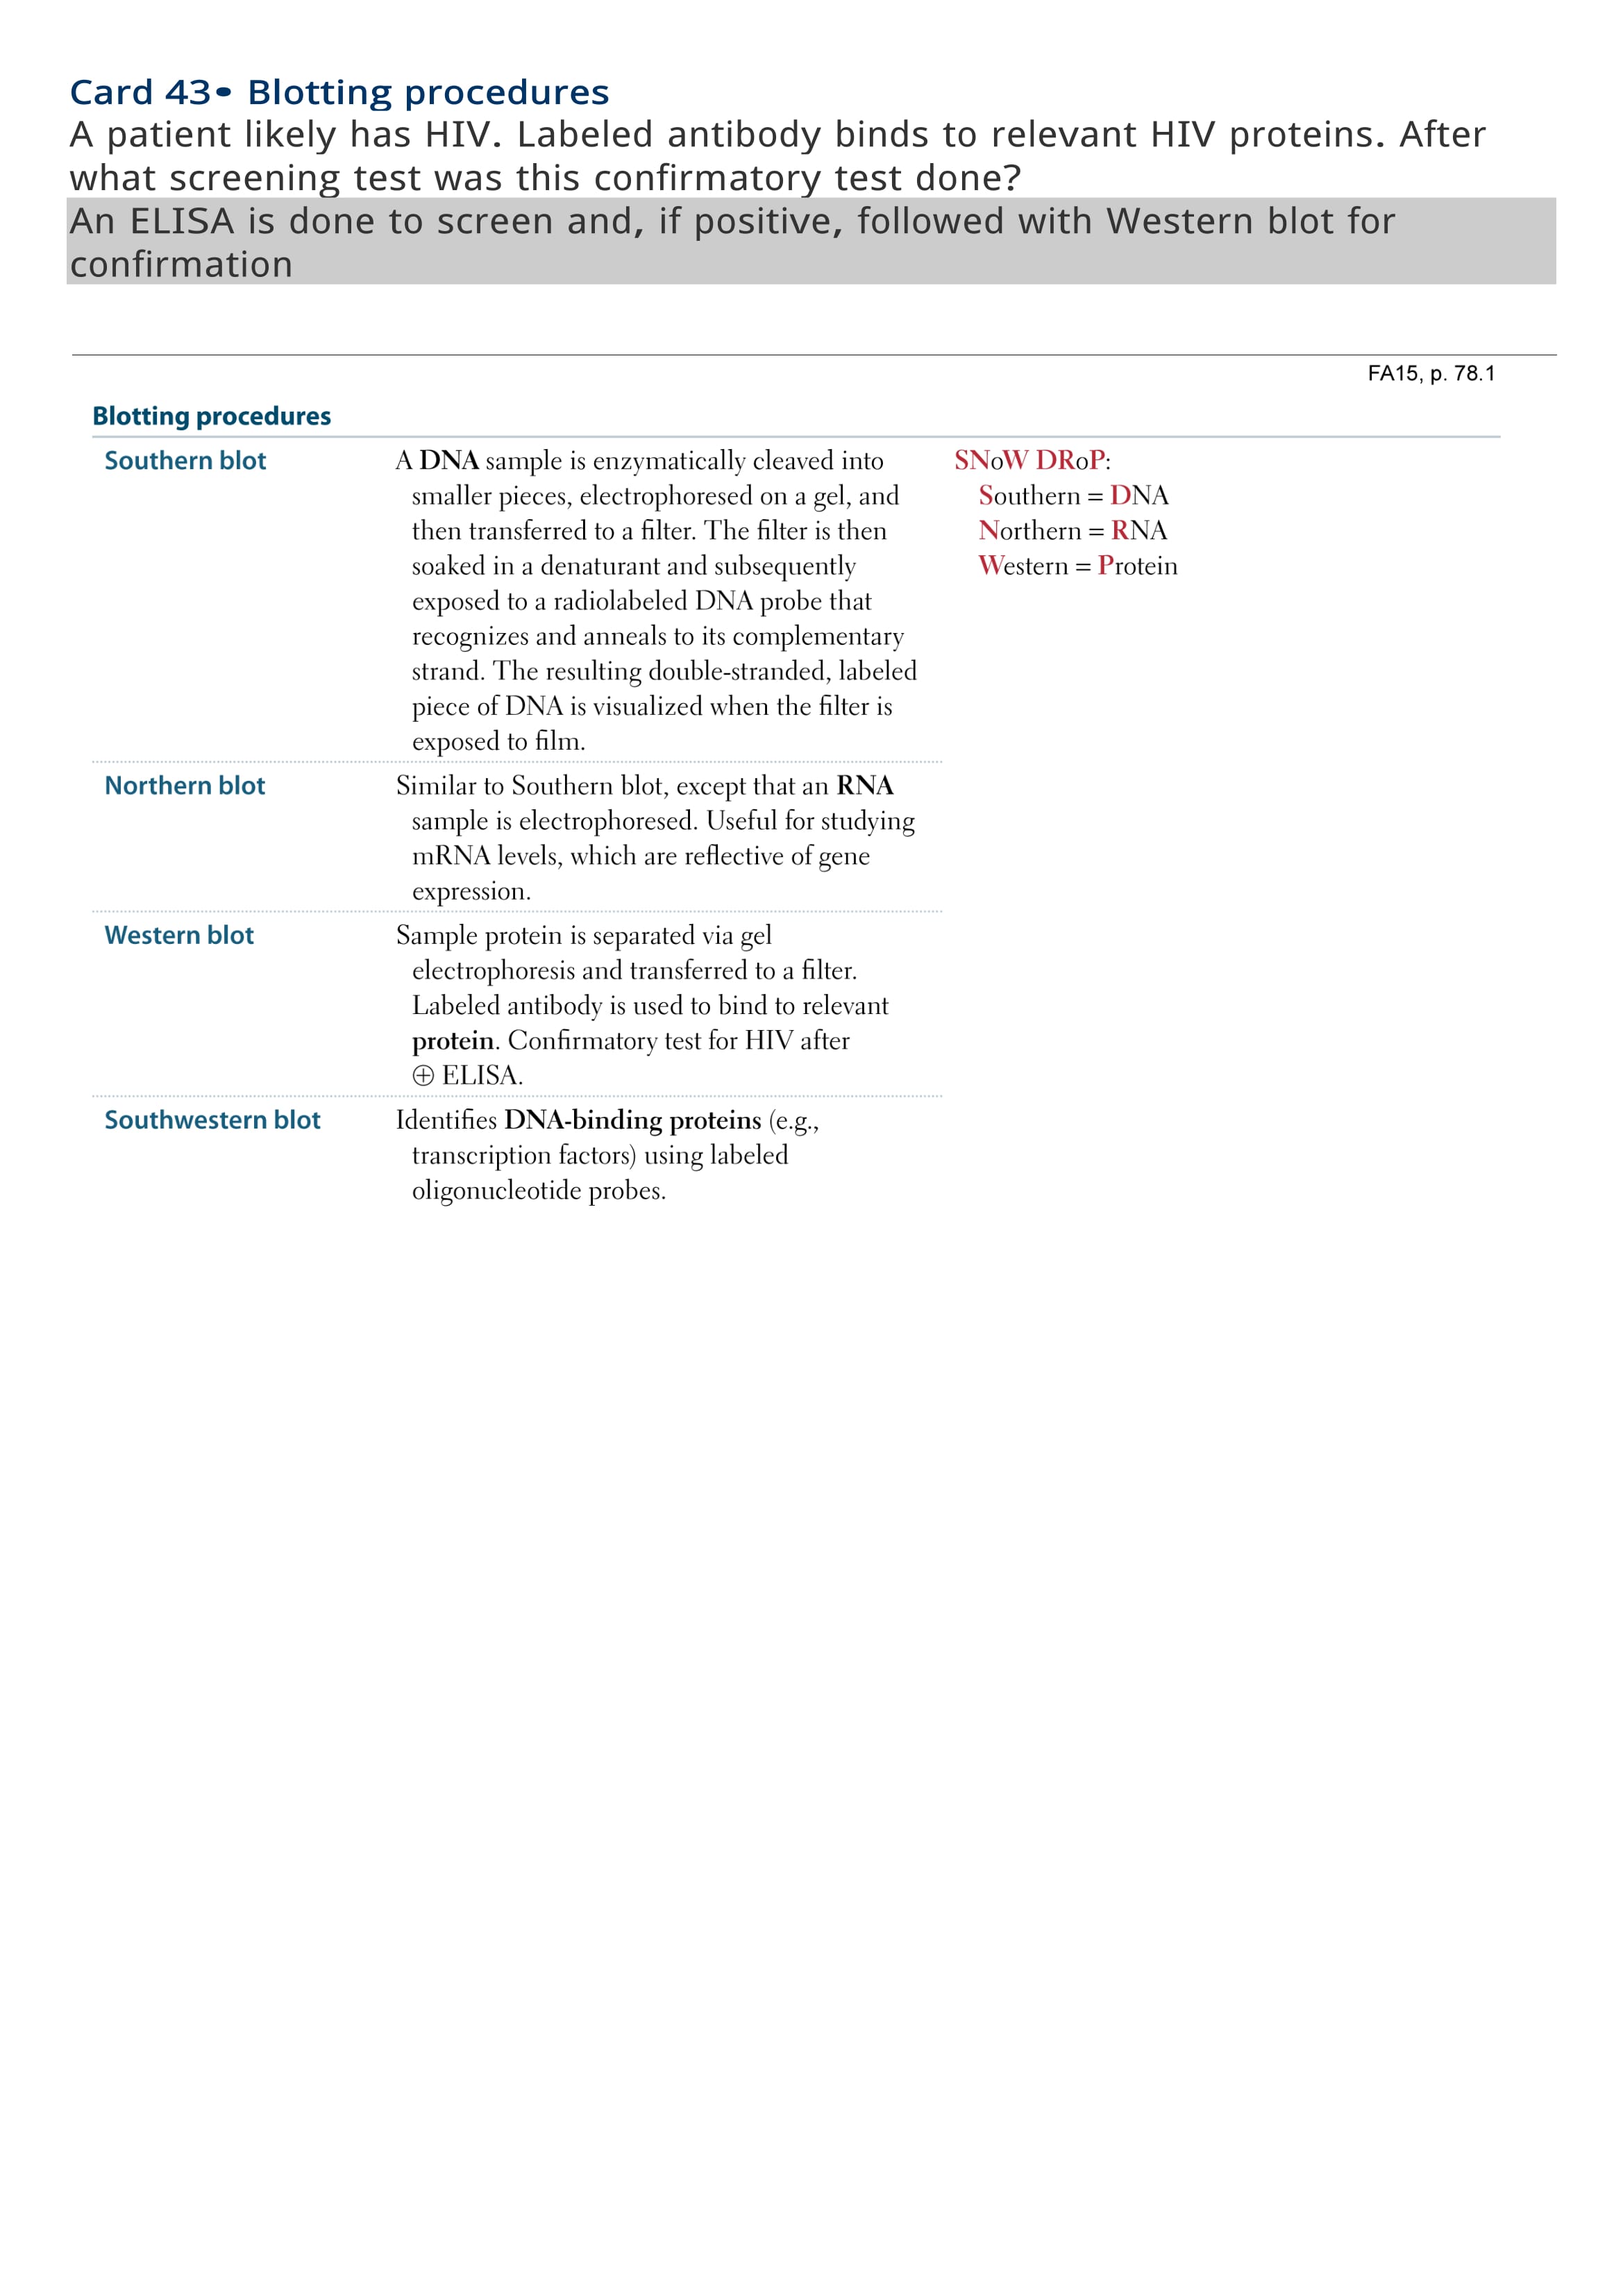 Card 43• Blotting procedures
A patient likely has HIV. Labeled antibody binds to relevant HIV proteins. After
what screening test was this confirmatory test done?
An ELISA is done to screen and, if positive, followed with Western blot for
confirmation
FA15, p. 78.1
Blotting procedures
Southern blot
A DNA sample is enzymatically cleaved into
smaller pieces, electrophoresed on a gel, and
then transferred to a filter. The filter is then
soaked in a denaturant and subsequently
exposed to a radiolabeled DNA probe that
recognizes and anneals to its complementary
strand. The resulting double-stranded, labeled
piece of DNA is visualized when the filter is
exposed to film.
SNoW DRoP:
Southern = DNA
Northern = RNA
Western = Protein
Northern blot
Similar to Southern blot, except that an RNA
sample is electrophoresed. Useful for studying
mRNA levels, which are reflective of gene
expression.
Western blot
Sample protein is separated via gel
electrophoresis and transferred to a filter.
Labeled antibody is used to bind to relevant
protein. Confirmatory test for HIV after
⊕ ELISA.
Southwestern blot
Identifies DNA-binding proteins (e.g.,
transcription factors) using labeled
oligonucleotide probes.